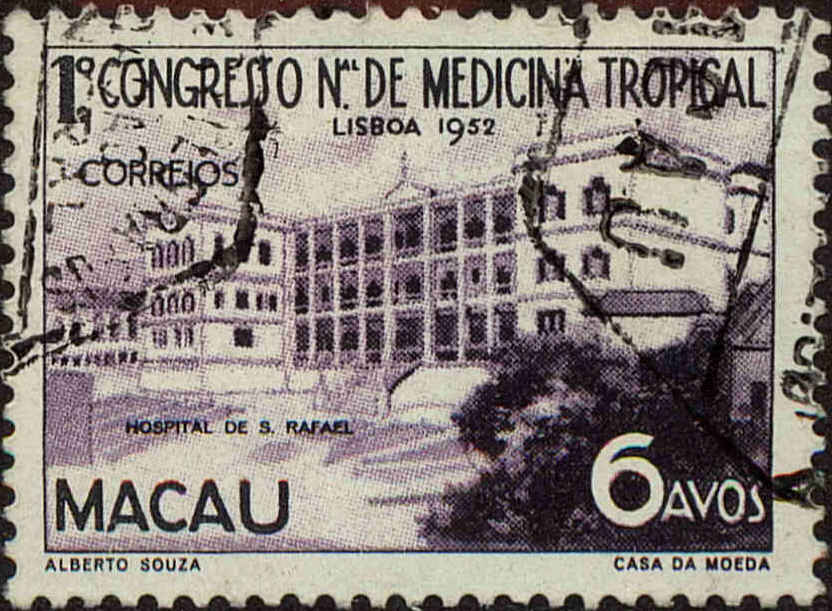 1º CONGRESSO N.AL DE MEDICINA TROPICAL
LISBOA 1952
CORREIOS
HOSPITAL DE S. RAFAEL
MACAU
6 AVOS
ALBERTO SOUZA
CASA DA MOEDA